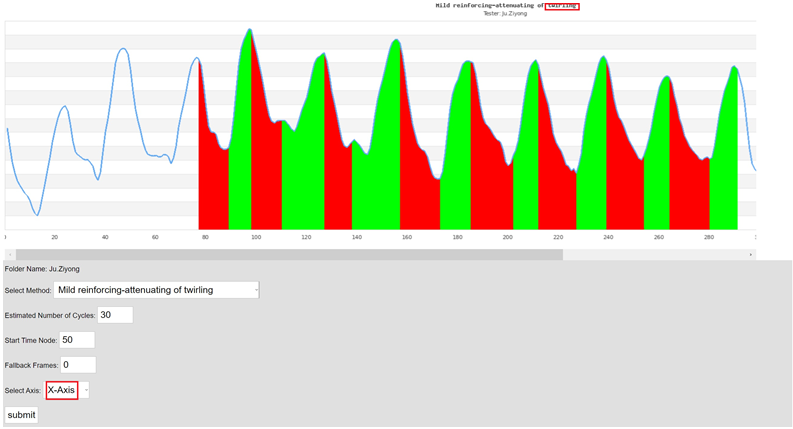 Mild reinforcing-attenuating of twirling
Tester: Ju.Ziyong
0 20 40 60 80 100 120 140 160 180 200 220 240 260 280
Folder Name: Ju.Ziyong
Select Method: Mild reinforcing-attenuating of twirling
Estimated Number of Cycles: 30
Start Time Node: 50
Fallback Frames: 0
Select Axis: X-Axis
submit